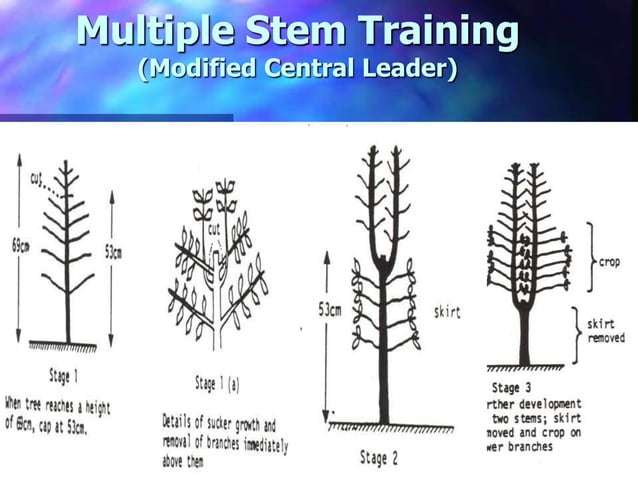 Multiple Stem Training
(Modified Central Leader)
cut
69cm
53cm
Stage 1
When tree reaches a height
of 69cm, cap at 53cm.
cut
Stage 1 (a)
Details of sucker growth and
removal of branches immediately
above them
53cm
skirt
Stage 2
crop
skirt
removed
Stage 3
rther development
two stems; skirt
moved and crop on
wer branches